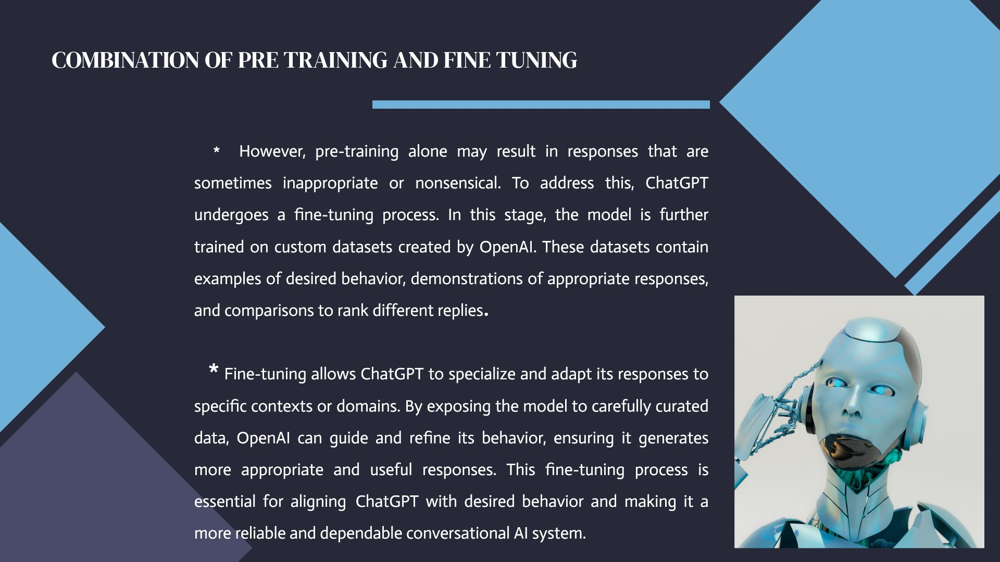 COMBINATION OF PRE TRAINING AND FINE TUNING
* However, pre-training alone may result in responses that are
sometimes inappropriate or nonsensical. To address this, ChatGPT
undergoes a fine-tuning process. In this stage, the model is further
trained on custom datasets created by OpenAI. These datasets contain
examples of desired behavior, demonstrations of appropriate responses,
and comparisons to rank different replies.
* Fine-tuning allows ChatGPT to specialize and adapt its responses to
specific contexts or domains. By exposing the model to carefully curated
data, OpenAI can guide and refine its behavior, ensuring it generates
more appropriate and useful responses. This fine-tuning process is
essential for aligning ChatGPT with desired behavior and making it a
more reliable and dependable conversational AI system.